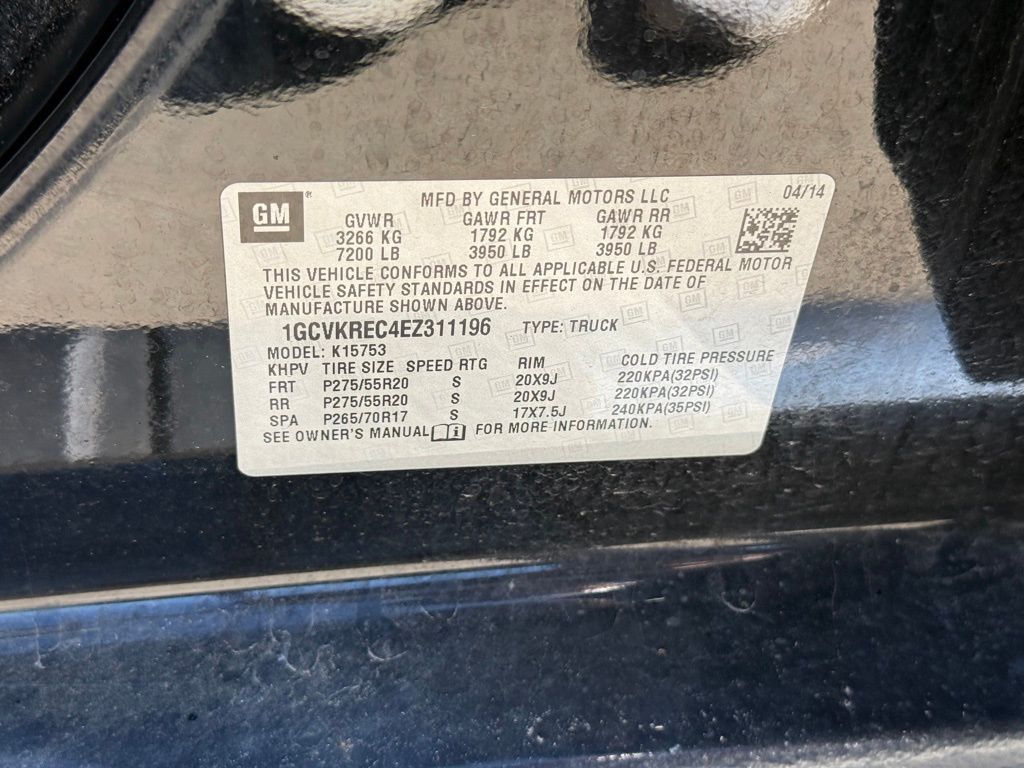 GM
MFD BY GENERAL MOTORS LLC 04/14
GVWR GAWR FRT GAWR RR
3266 KG 1792 KG 1792 KG
7200 LB 3950 LB 3950 LB
THIS VEHICLE CONFORMS TO ALL APPLICABLE U.S. FEDERAL MOTOR
VEHICLE SAFETY STANDARDS IN EFFECT ON THE DATE OF
MANUFACTURE SHOWN ABOVE.
1GCVKREC4EZ311196 TYPE: TRUCK
MODEL: K15753
KHPV TIRE SIZE SPEED RTG RIM COLD TIRE PRESSURE
FRT P275/55R20 S 20X9J 220KPA(32PSI)
RR P275/55R20 S 20X9J 220KPA(32PSI)
SPA P265/70R17 S 17X7.5J 240KPA(35PSI)
SEE OWNER'S MANUAL FOR MORE INFORMATION.